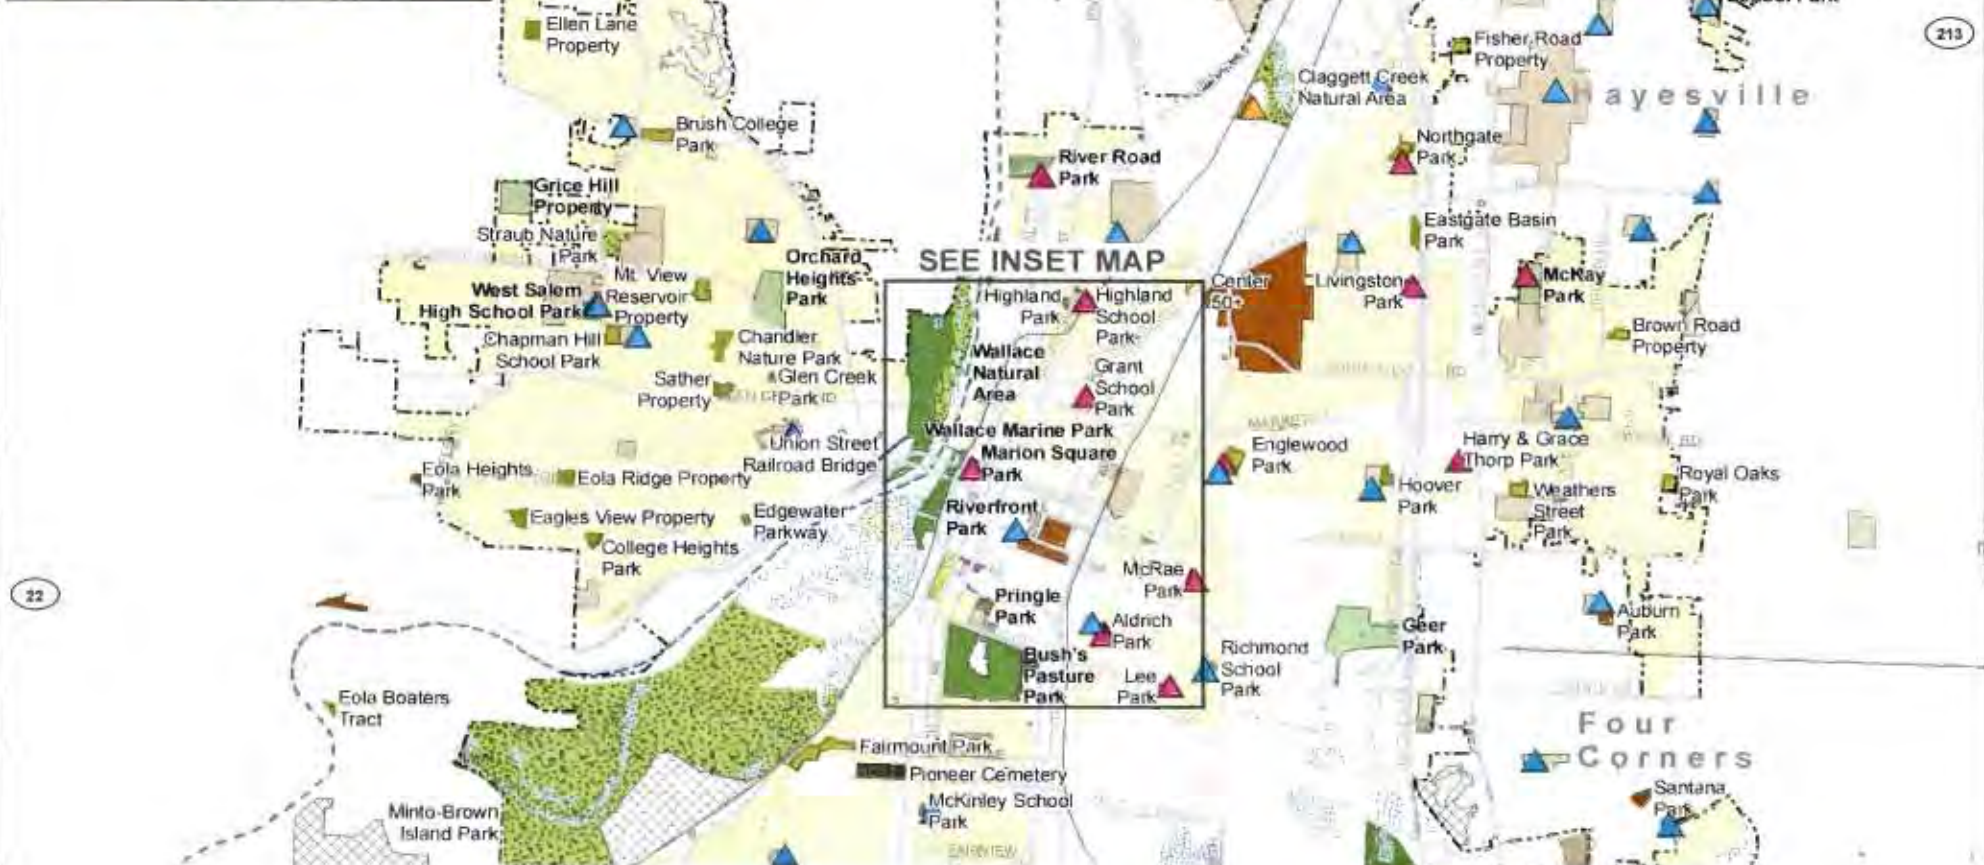 Ellen Lane
Property
213
Fisher Road
Property
Claggett Creek
Natural Area
Hayesville
Brush College
Park
Northgate
Park
River Road
Park
Grice Hill
Property
Straub Nature
Park
Eastgate Basin
Park
SEE INSET MAP
Orchard
Heights
Park
Mt. View
Reservoir
Property
West Salem
High School Park
Highland
Park
Highland
School
Park
Center
50+
Livingston
Park
McKay
Park
Chapman Hill
School Park
Chandler
Nature Park
Brown Road
Property
Wallace
Natural
Area
Grant
School
Park
Glen Creek
Park
Sather
Property
RD
MARKET
Wallace Marine Park
Marion Square
Park
Union Street
Railroad Bridge
Englewood
Park
Harry & Grace
Thorp Park
RD
Eola Heights
Park
Eola Ridge Property
Hoover
Park
Weathers
Street
Park
Royal Oaks
Park
Eagles View Property
Edgewater
Parkway
Riverfront
Park
College Heights
Park
McRae
Park
22
Pringle
Park
Aldrich
Park
Auburn
Park
Geer
Park
Bush's
Pasture
Park
Lee
Park
Richmond
School
Park
Eola Boaters
Tract
Four
Corners
Fairmount Park
Pioneer Cemetery
McKinley School
Park
Santana
Park
Minto-Brown
Island Park
FAIRVIEW